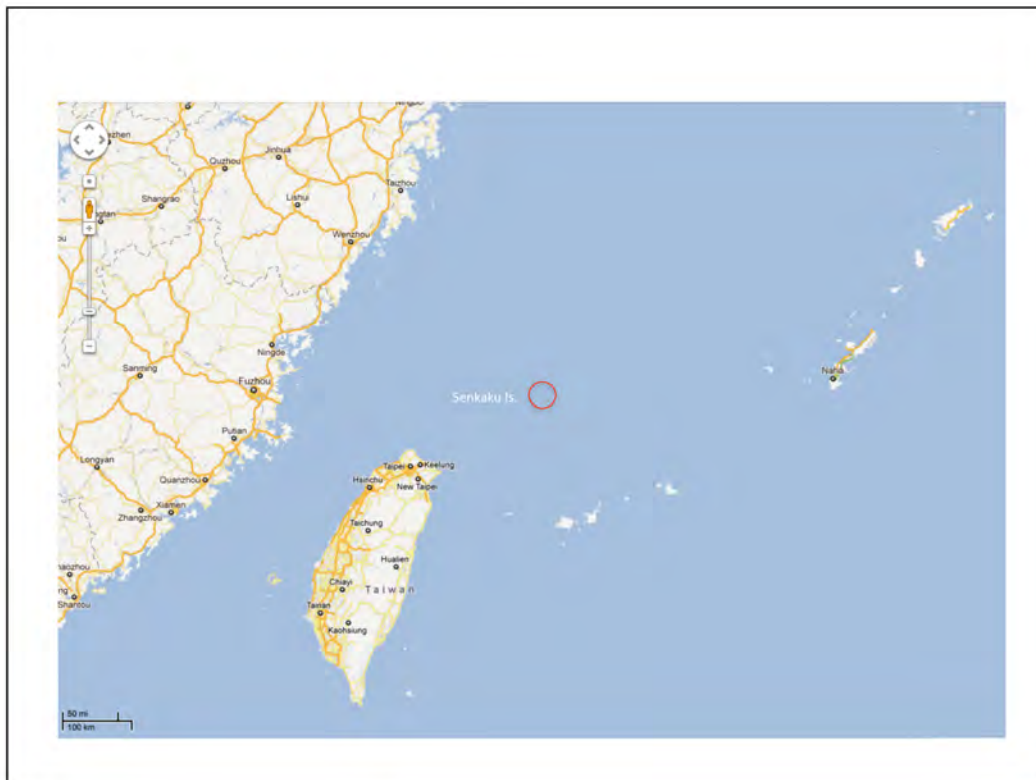 Jinhua
Quzhou
Taizhou
Shangrao
Lishui
Wenzhou
Ningde
Sanming
Fuzhou
Naha
Senkaku Is.
Putian
Longyan
Taipei
Keelung
Quanzhou
Hsinchu
New Taipei
Xiamen
Zhangzhou
Taichung
Hualien
haozhou
Chiayi
Taiwan
Shantou
Tainan
Kaohsiung
50 mi
100 km